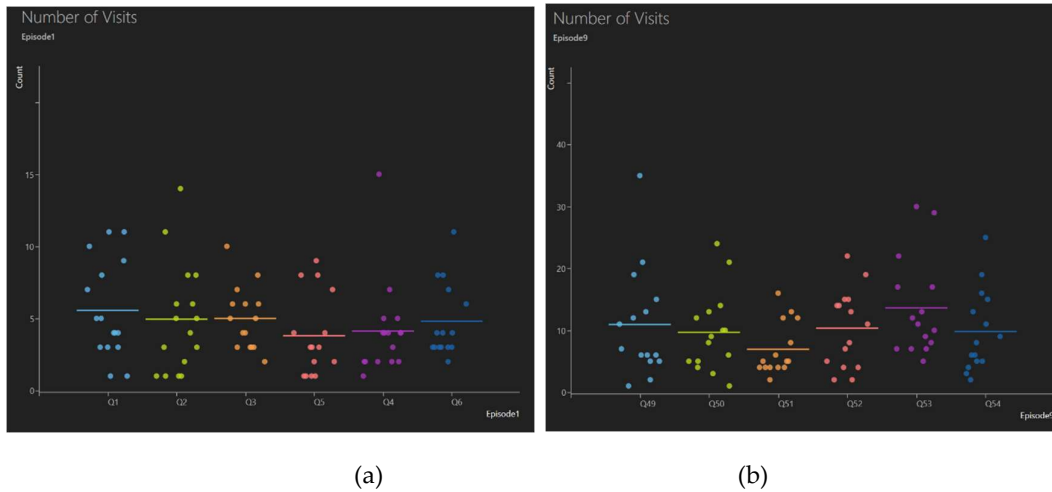 Number of Visits
Episode1
Count
15
10
5
0
Q1 Q2 Q3 Q5 Q4 Q6
Episode1
(a)
Number of Visits
Episode9
Count
40
30
20
10
0
Q49 Q50 Q51 Q52 Q53 Q54
Episode9
(b)